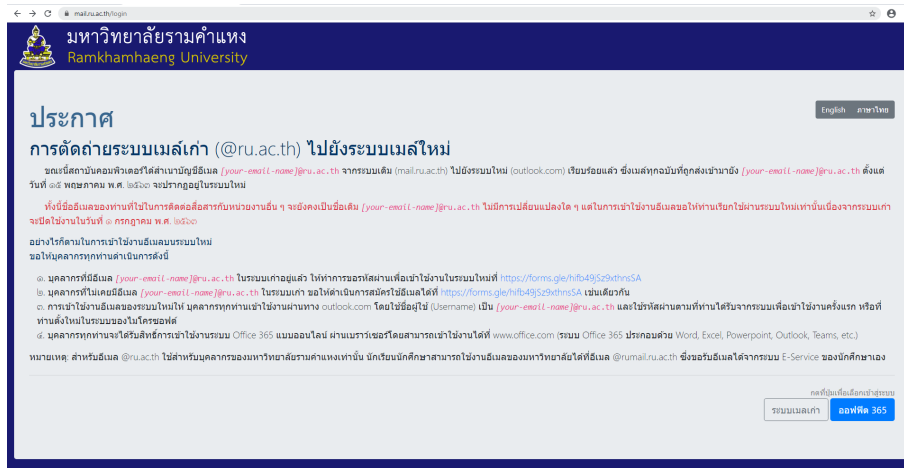 mail.ru.ac.th/login
มหาวิทยาลัยรามคำแหง
Ramkhamhaeng University
English ภาษาไทย
ประกาศ
การตัดถ่ายระบบเมล์เก่า (@ru.ac.th) ไปยังระบบเมล์ใหม่
ขณะนี้สถาบันคอมพิวเตอร์ได้สำเนาบัญชีอีเมล [your-email-name]@ru.ac.th จากระบบเดิม (mail.ru.ac.th) ไปยังระบบใหม่ (outlook.com) เรียบร้อยแล้ว ซึ่งเมล์ทุกฉบับที่ถูกส่งเข้ามายัง [your-email-name]@ru.ac.th ตั้งแต่
วันที่ ๑๕ พฤษภาคม พ.ศ. ๒๕๖๓ จะปรากฏอยู่ในระบบใหม่
ทั้งนี้ชื่ออีเมลของท่านที่ใช้ในการติดต่อสื่อสารกับหน่วยงานอื่น ๆ จะยังคงเป็นชื่อเดิม [your-email-name]@ru.ac.th ไม่มีการเปลี่ยนแปลงใด ๆ แต่ในการเข้าใช้งานอีเมลขอให้ท่านเรียกใช้ผ่านระบบใหม่เท่านั้นเนื่องจากระบบเก่า
จะปิดใช้งานในวันที่ ๑ กรกฎาคม พ.ศ. ๒๕๖๓
อย่างไรก็ตามในการเข้าใช้งานอีเมลบนระบบใหม่
ขอให้บุคลากรทุกท่านดำเนินการดังนี้
๑. บุคลากรที่มีอีเมล [your-email-name]@ru.ac.th ในระบบเก่าอยู่แล้ว ให้ทำการขอรหัสผ่านเพื่อเข้าใช้งานในระบบใหม่ที่ https://forms.gle/hifb49jSz9xthnsSA
๒. บุคลากรที่ไม่เคยมีอีเมล [your-email-name]@ru.ac.th ในระบบเก่า ขอให้ดำเนินการสมัครใช้อีเมลได้ที่ https://forms.gle/hifb49jSz9xthnsSA เช่นเดียวกัน
๓. การเข้าใช้งานอีเมลของระบบใหม่ให้ บุคลากรทุกท่านเข้าใช้งานผ่านทาง outlook.com โดยใช้ชื่อผู้ใช้ (Username) เป็น [your-email-name]@ru.ac.th และใช้รหัสผ่านตามที่ท่านได้รับจากระบบเพื่อเข้าใช้งานครั้งแรก หรือที่
ท่านตั้งใหม่ในระบบของไมโครซอฟต์
๔. บุคลากรทุกท่านจะได้รับสิทธิ์การเข้าใช้งานระบบ Office 365 แบบออนไลน์ ผ่านเบราว์เซอร์โดยสามารถเข้าใช้งานได้ที่ www.office.com (ระบบ Office 365 ประกอบด้วย Word, Excel, Powerpoint, Outlook, Teams, etc.)
หมายเหตุ: สำหรับอีเมล @ru.ac.th ใช้สำหรับบุคลากรของมหาวิทยาลัยรามคำแหงเท่านั้น นักเรียนนักศึกษาสามารถใช้งานอีเมลของมหาวิทยาลัยได้ที่อีเมล @rumail.ru.ac.th ซึ่งขอรับอีเมลได้จากระบบ E-Service ของนักศึกษาเอง
กดที่ปุ่มเพื่อเลือกเข้าสู่ระบบ
ระบบเมลเก่า ออฟฟิต 365